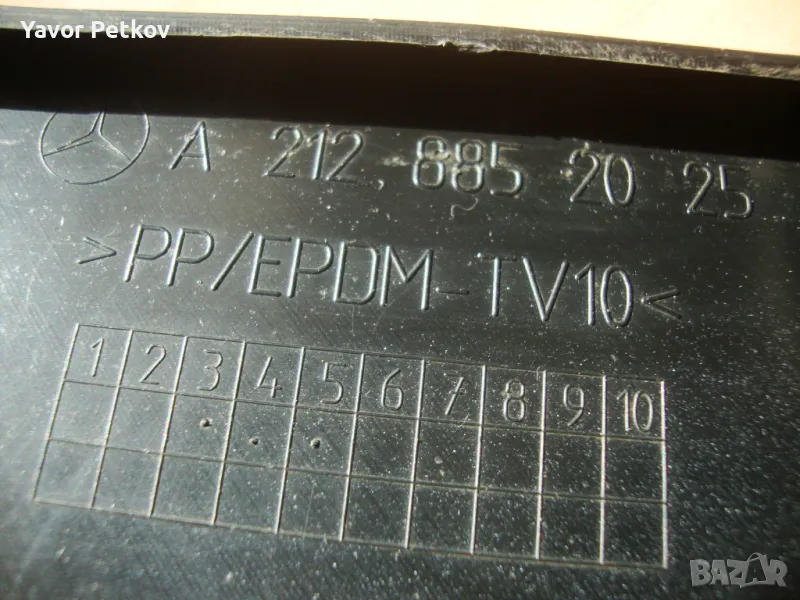 Yavor Petkov
A 212 885 20 25
>PP/EPDM-TV10<
1 2 3 4 5 6 7 8 9 10
BAZAR